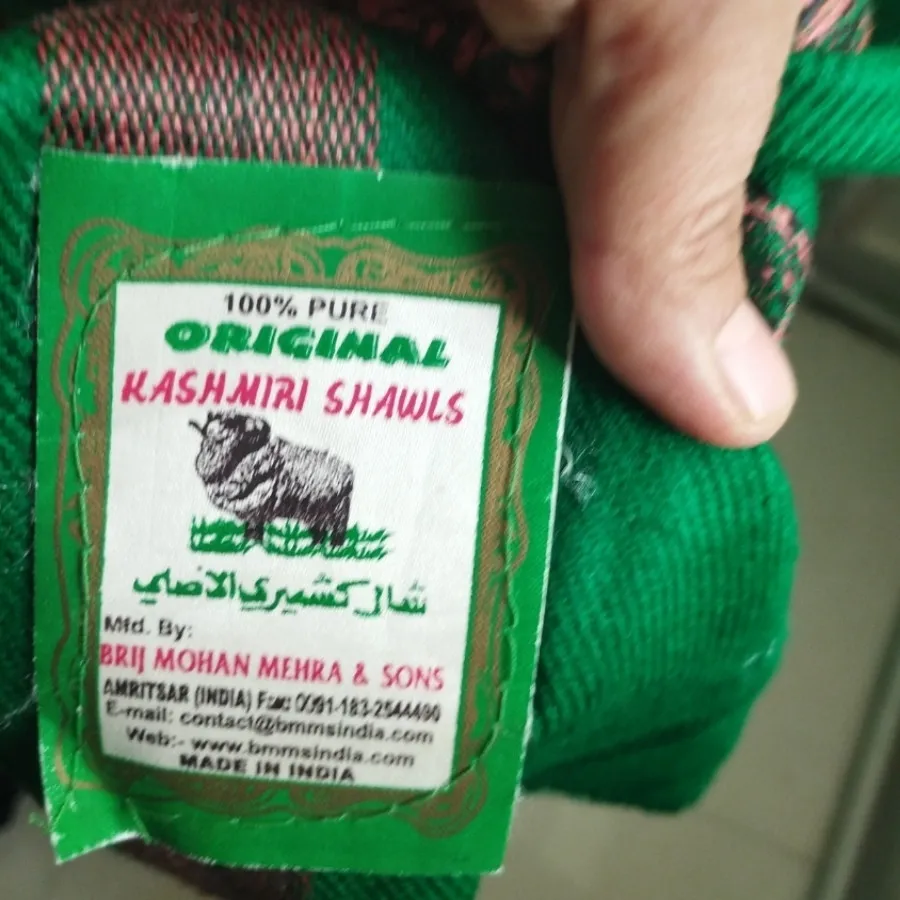 100% PURE
ORIGINAL
KASHMIRI SHAWLS
شال كشميري الاصلي
Mfd. By:
BRIJ MOHAN MEHRA & SONS
AMRITSAR (INDIA) Fax: 0091-183-2544490
E-mail: contact@bmmsindia.com
Web:- www.bmmsindia.com
MADE IN INDIA